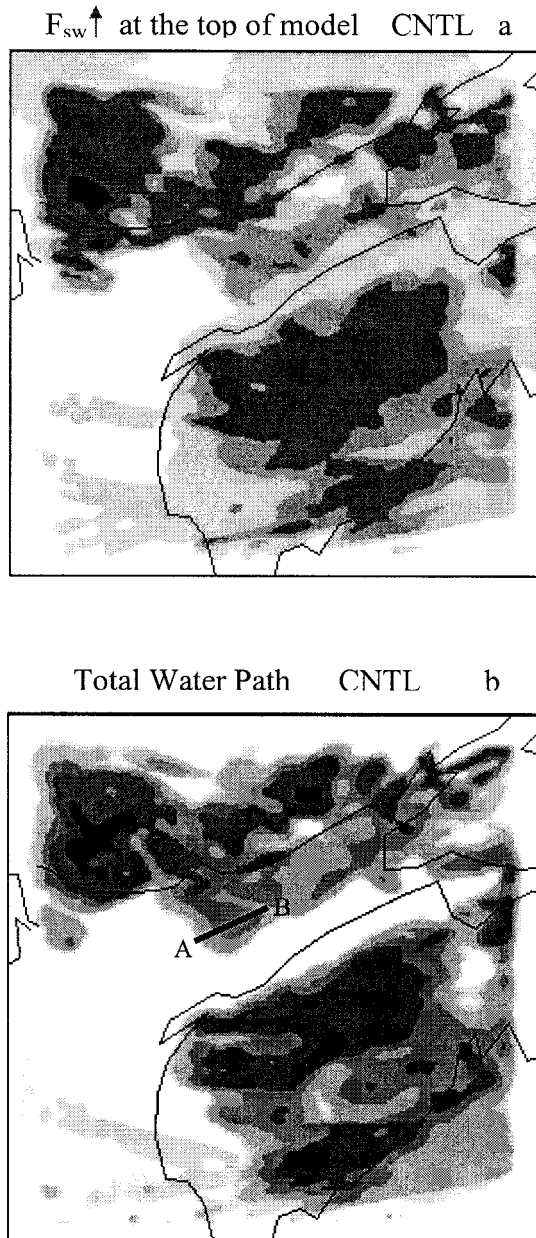 F_sw↑ at the top of model CNTL a
Total Water Path CNTL b
B
A